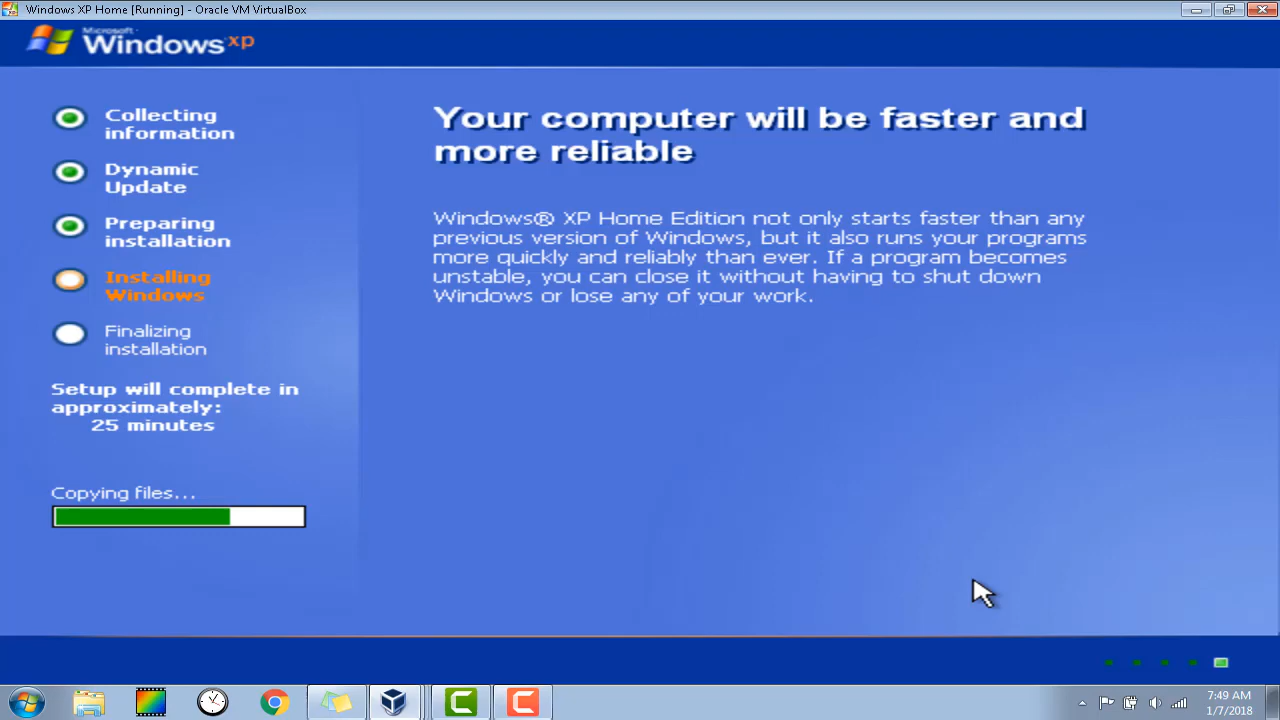 Windows XP Home [Running] - Oracle VM VirtualBox
Microsoft
Windows xp
Collecting
information
Dynamic
Update
Preparing
installation
Installing
Windows
Finalizing
installation
Setup will complete in
approximately:
25 minutes
Copying files...
Your computer will be faster and
more reliable
Windows® XP Home Edition not only starts faster than any
previous version of Windows, but it also runs your programs
more quickly and reliably than ever. If a program becomes
unstable, you can close it without having to shut down
Windows or lose any of your work.
7:49 AM
1/7/2018